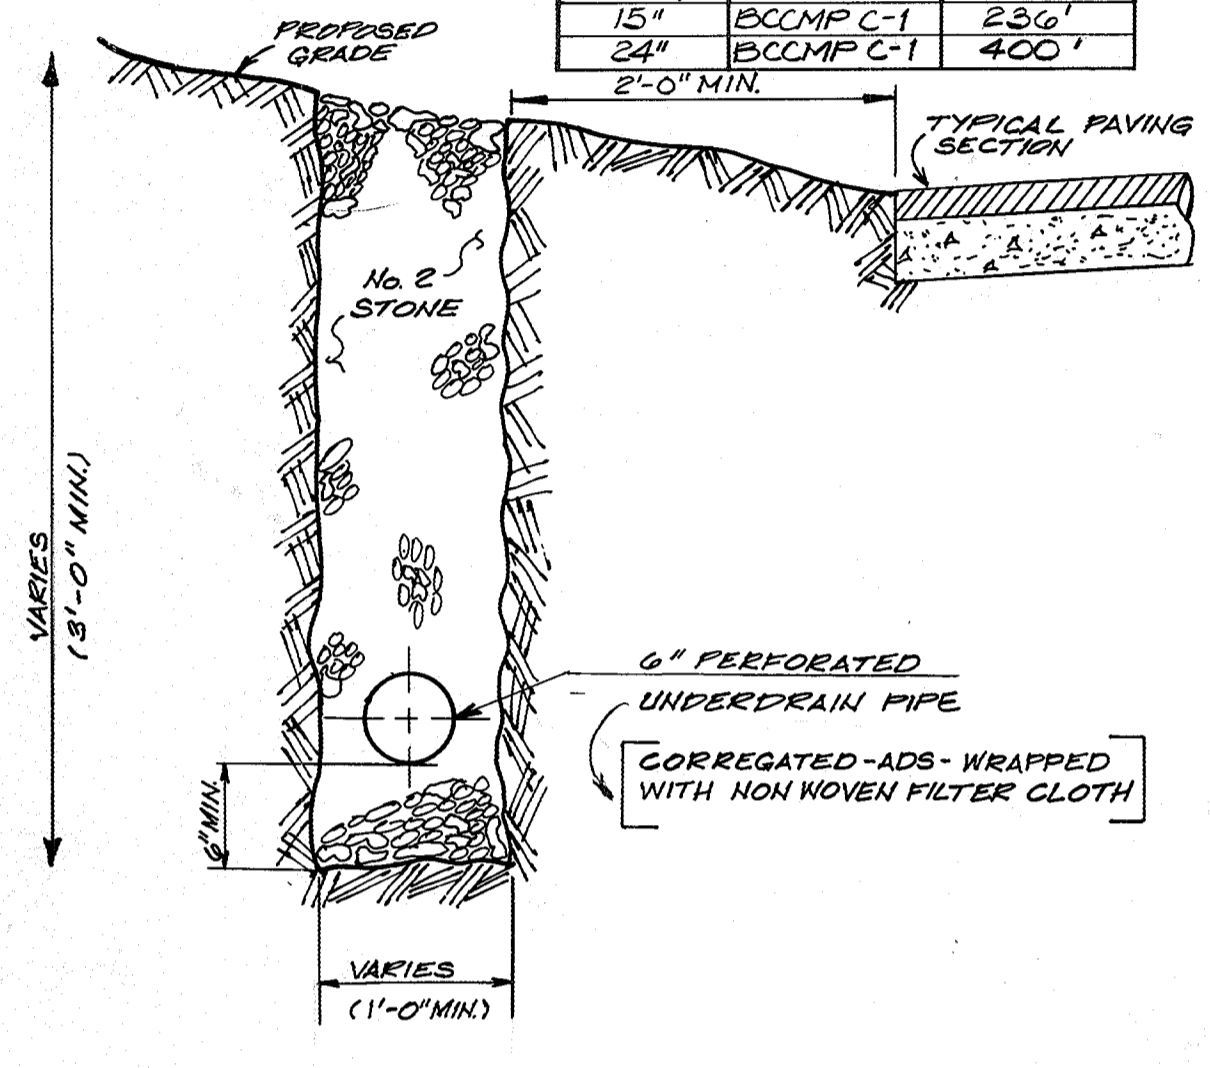 15" BCCMP C-1 236'
24" BCCMP C-1 400'
PROPOSED
GRADE
2'-0" MIN.
TYPICAL PAVING
SECTION
No. 2
STONE
VARIES
(3'-0" MIN.)
6" PERFORATED
UNDERDRAIN PIPE
CORREGATED-ADS-WRAPPED
WITH NON WOVEN FILTER CLOTH
6" MIN.
VARIES
(1'-0" MIN.)